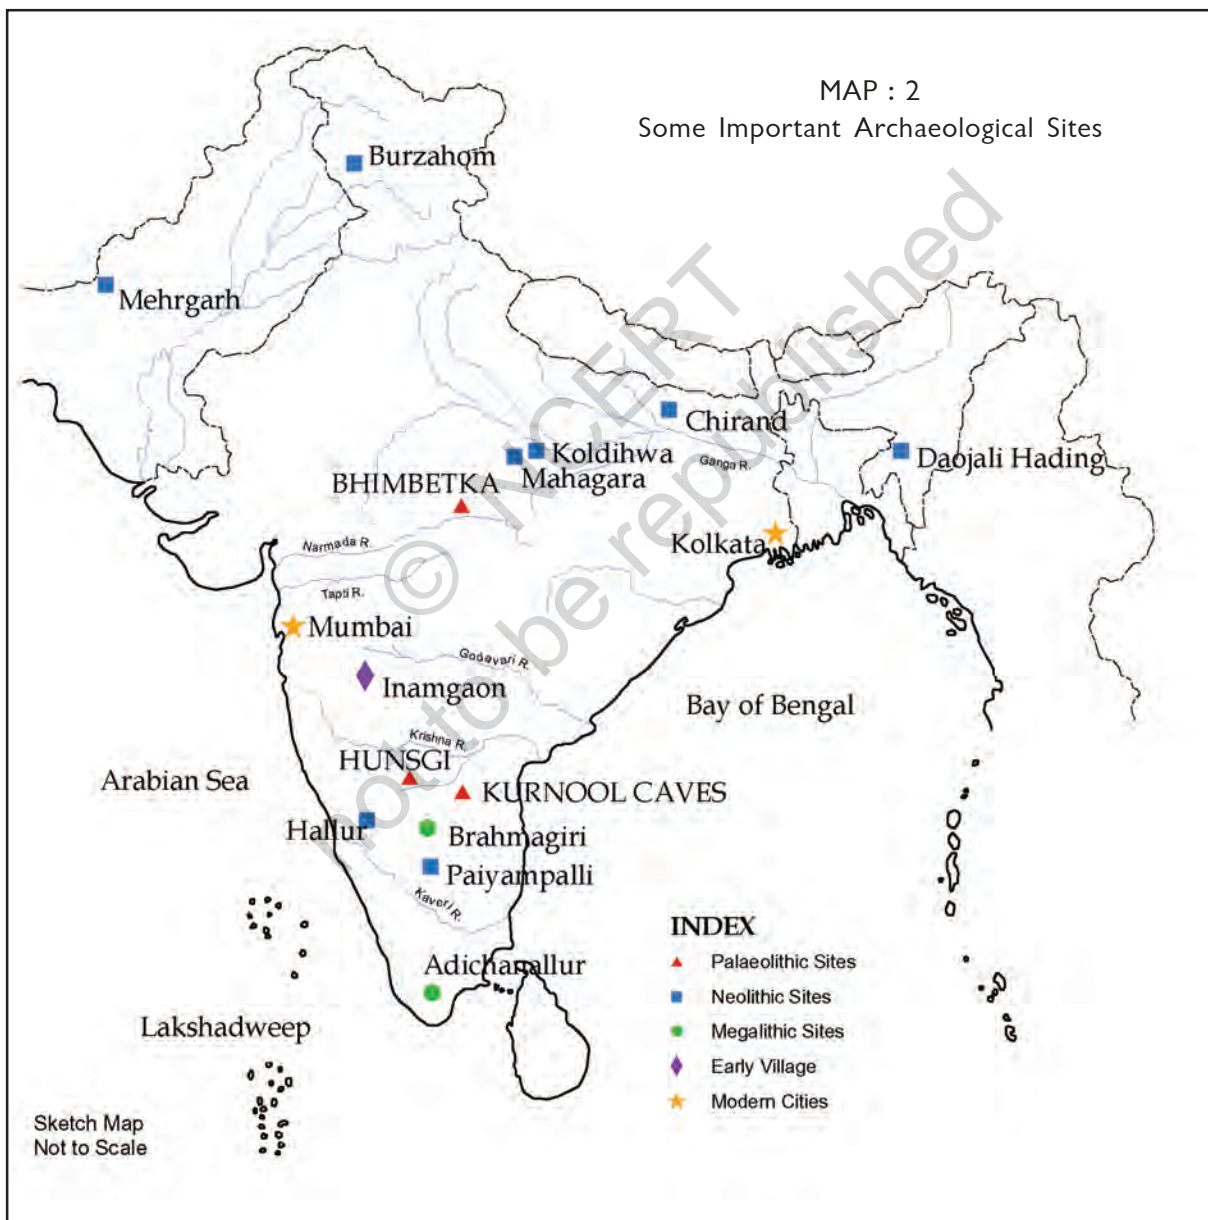 MAP : 2
Some Important Archaeological Sites
Burzahom
Mehrgarh
Chirand
Koldihwa
Mahagara
Ganga R.
Daojali Hading
BHIMBETKA
Kolkata
Narmada R.
Tapti R.
Mumbai
Godavari R.
Inamgaon
Bay of Bengal
Krishna R.
HUNSGI
Arabian Sea
KURNOOL CAVES
Hallur
Brahmagiri
Paiyampalli
Kaveri R.
Adichanallur
Lakshadweep
INDEX
Palaeolithic Sites
Neolithic Sites
Megalithic Sites
Early Village
Modern Cities
Sketch Map
Not to Scale
© NCERT
not to be republished